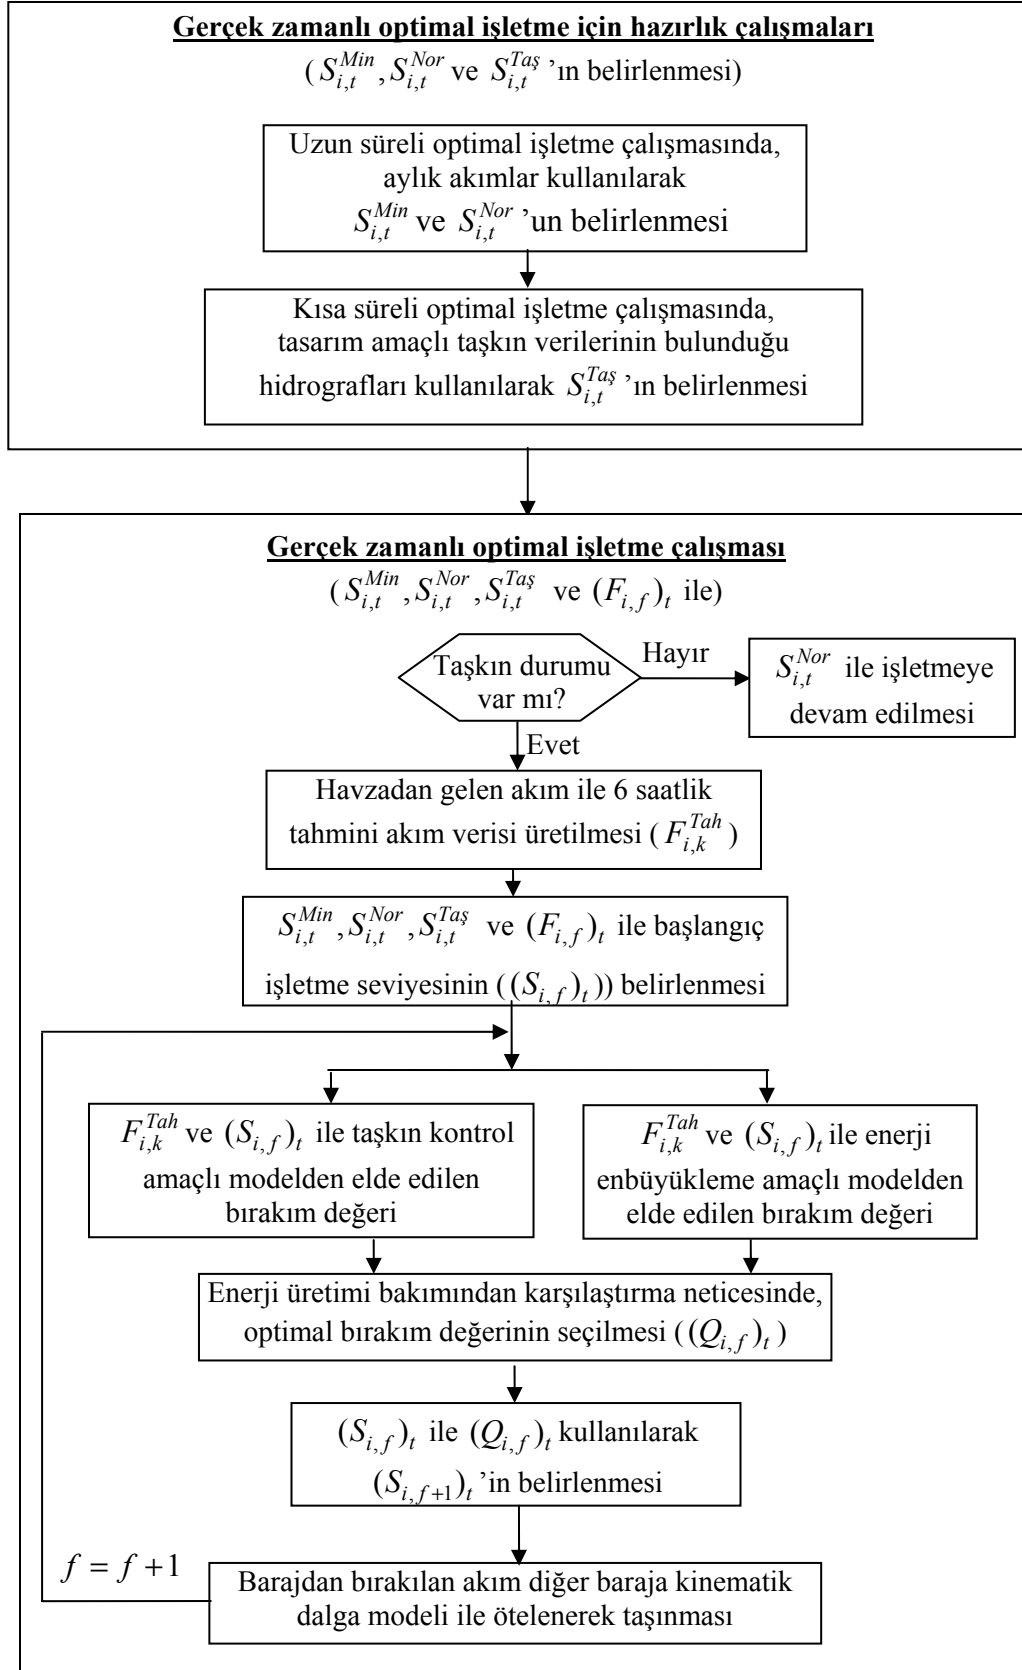 Gerçek zamanlı optimal işletme için hazırlık çalışmaları
( $S_{i,t}^{Min}, S_{i,t}^{Nor}$ ve $S_{i,t}^{Taş}$ ’ın belirlenmesi)
Uzun süreli optimal işletme çalışmasında,
aylık akımlar kullanılarak
$S_{i,t}^{Min}$ ve $S_{i,t}^{Nor}$ ’un belirlenmesi
Kısa süreli optimal işletme çalışmasında,
tasarım amaçlı taşkın verilerinin bulunduğu
hidrografları kullanılarak $S_{i,t}^{Taş}$ ’ın belirlenmesi
Gerçek zamanlı optimal işletme çalışması
( $S_{i,t}^{Min}, S_{i,t}^{Nor}, S_{i,t}^{Taş}$ ve $(F_{i,f})_t$ ile)
Taşkın durumu
var mı?
Hayır
$S_{i,t}^{Nor}$ ile işletmeye
devam edilmesi
Evet
Havzadan gelen akım ile 6 saatlik
tahmini akım verisi üretilmesi ( $F_{i,k}^{Tah}$ )
$S_{i,t}^{Min}, S_{i,t}^{Nor}, S_{i,t}^{Taş}$ ve $(F_{i,f})_t$ ile başlangıç
işletme seviyesinin ( $(S_{i,f})_t$ )) belirlenmesi
$F_{i,k}^{Tah}$ ve $(S_{i,f})_t$ ile taşkın kontrol
amaçlı modelden elde edilen
bırakım değeri
$F_{i,k}^{Tah}$ ve $(S_{i,f})_t$ ile enerji
enbüyükleme amaçlı modelden
elde edilen bırakım değeri
Enerji üretimi bakımından karşılaştırma neticesinde,
optimal bırakım değerinin seçilmesi ( $(Q_{i,f})_t$ )
$(S_{i,f})_t$ ile $(Q_{i,f})_t$ kullanılarak
$(S_{i,f+1})_t$ ’in belirlenmesi
$f = f + 1$
Barajdan bırakılan akım diğer baraja kinematik
dalga modeli ile ötelenerek taşınması